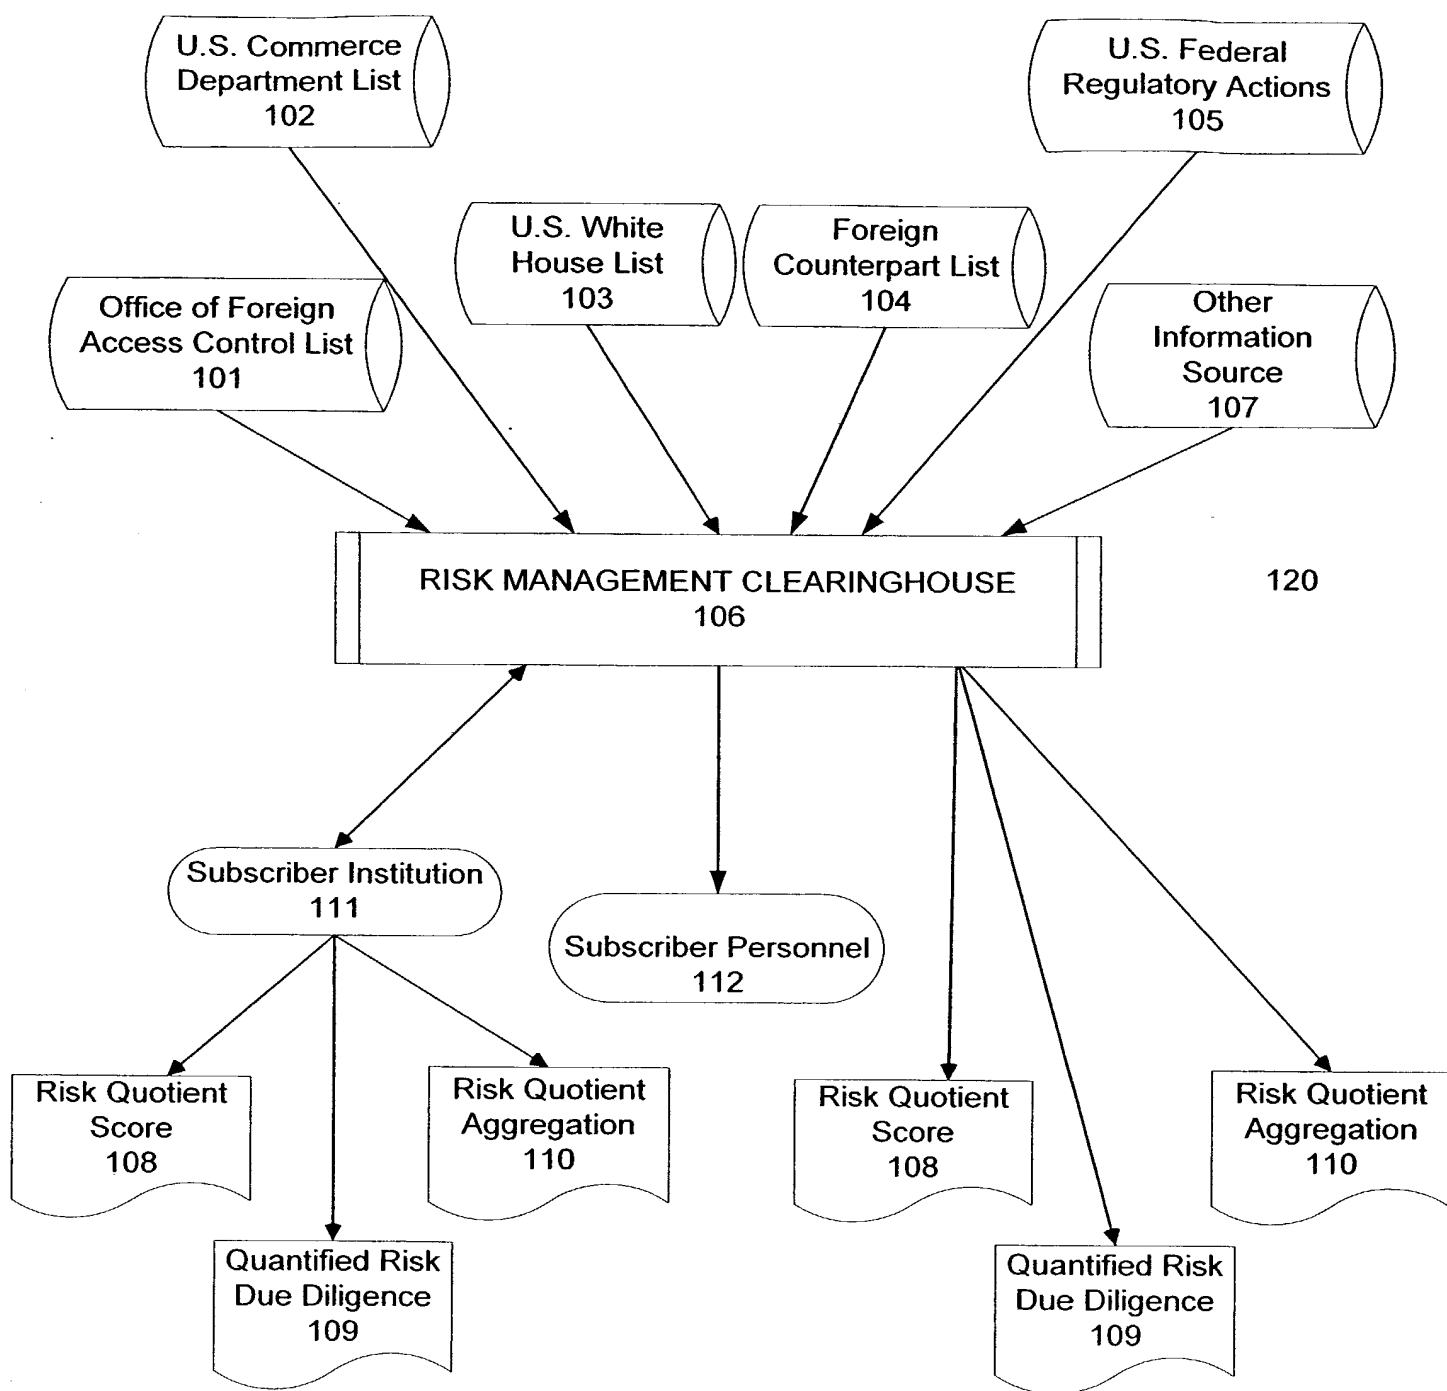 U.S. Commerce
Department List
102
U.S. Federal
Regulatory Actions
105
U.S. White
House List
103
Foreign
Counterpart List
104
Office of Foreign
Access Control List
101
Other
Information
Source
107
RISK MANAGEMENT CLEARINGHOUSE
106
120
Subscriber Institution
111
Subscriber Personnel
112
Risk Quotient
Score
108
Risk Quotient
Aggregation
110
Risk Quotient
Score
108
Risk Quotient
Aggregation
110
Quantified Risk
Due Diligence
109
Quantified Risk
Due Diligence
109